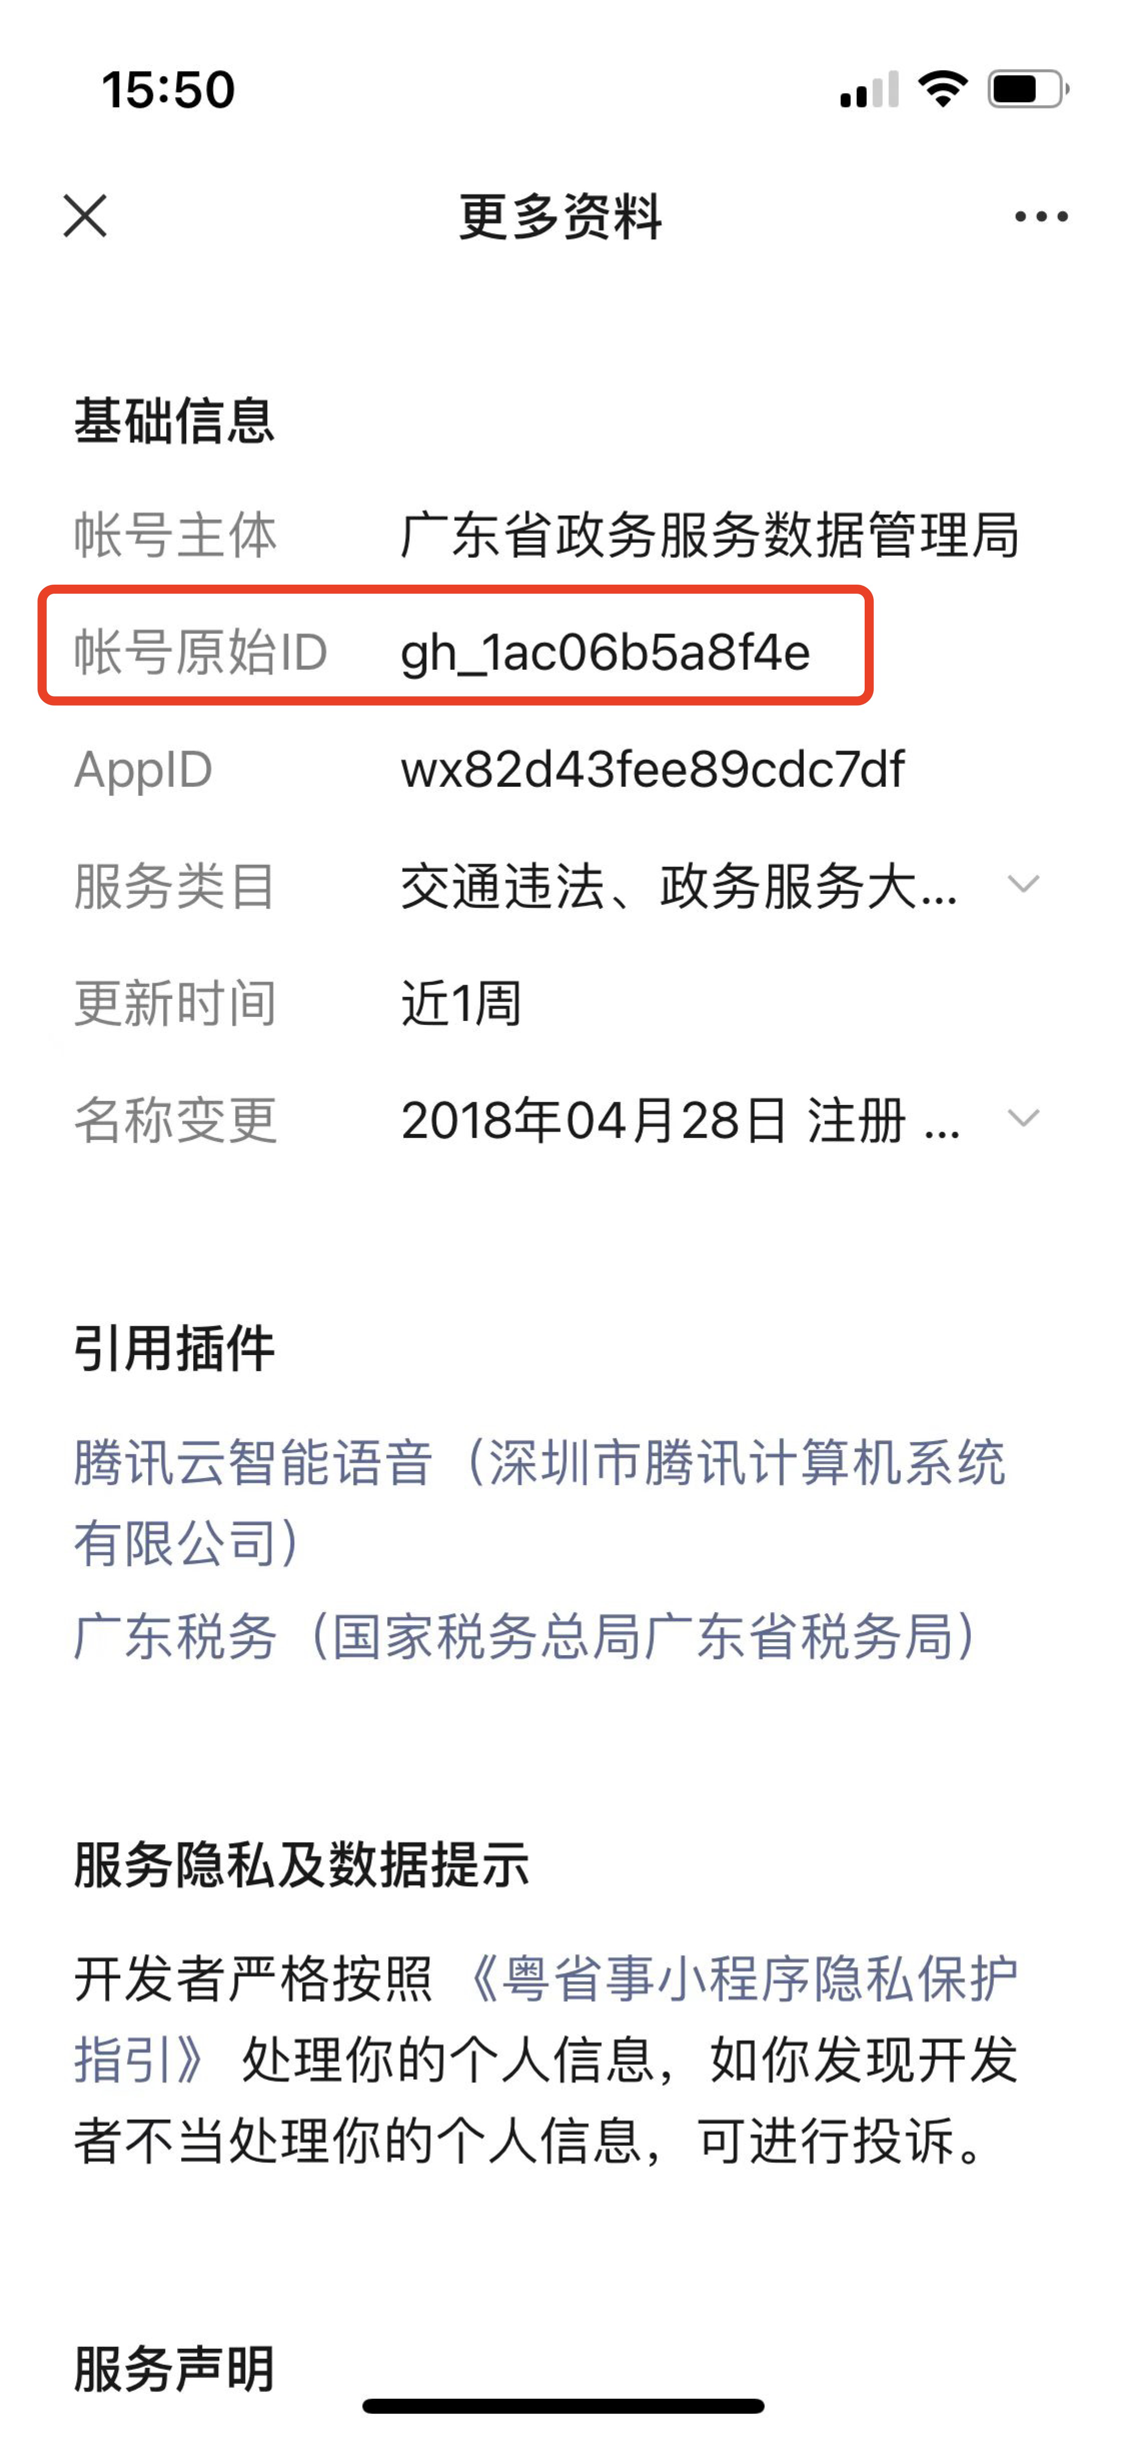 15:50
更多资料
基础信息
帐号主体 广东省政务服务数据管理局
帐号原始ID gh_1ac06b5a8f4e
AppID wx82d43fee89cdc7df
服务类目 交通违法、政务服务大...
更新时间 近1周
名称变更 2018年04月28日 注册 ...
引用插件
腾讯云智能语音（深圳市腾讯计算机系统
有限公司）
广东税务（国家税务总局广东省税务局）
服务隐私及数据提示
开发者严格按照《粤省事小程序隐私保护
指引》处理你的个人信息，如你发现开发
者不当处理你的个人信息，可进行投诉。
服务声明